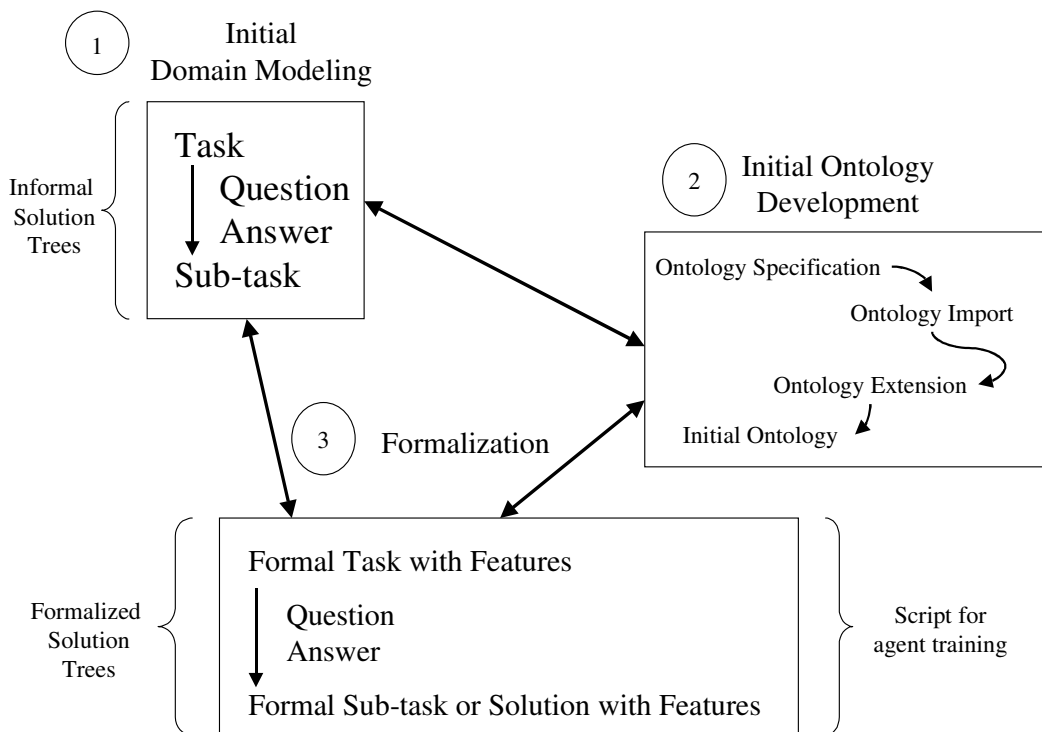 1
Initial
Domain Modeling
Task
Question
Answer
Sub-task
Informal
Solution
Trees
2
Initial Ontology
Development
Ontology Specification
Ontology Import
Ontology Extension
Initial Ontology
3
Formalization
Formal Task with Features
Question
Answer
Formal Sub-task or Solution with Features
Formalized
Solution
Trees
Script for
agent training